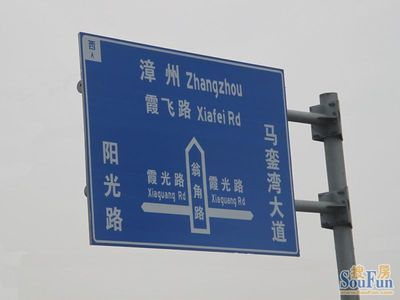 西
漳州 Zhangzhou
霞飞路 Xiafei Rd
阳光路
霞光路
Xiaguang Rd
翁角路
霞光路
Xiaguang Rd
马銮湾大道
搜房
SouFun